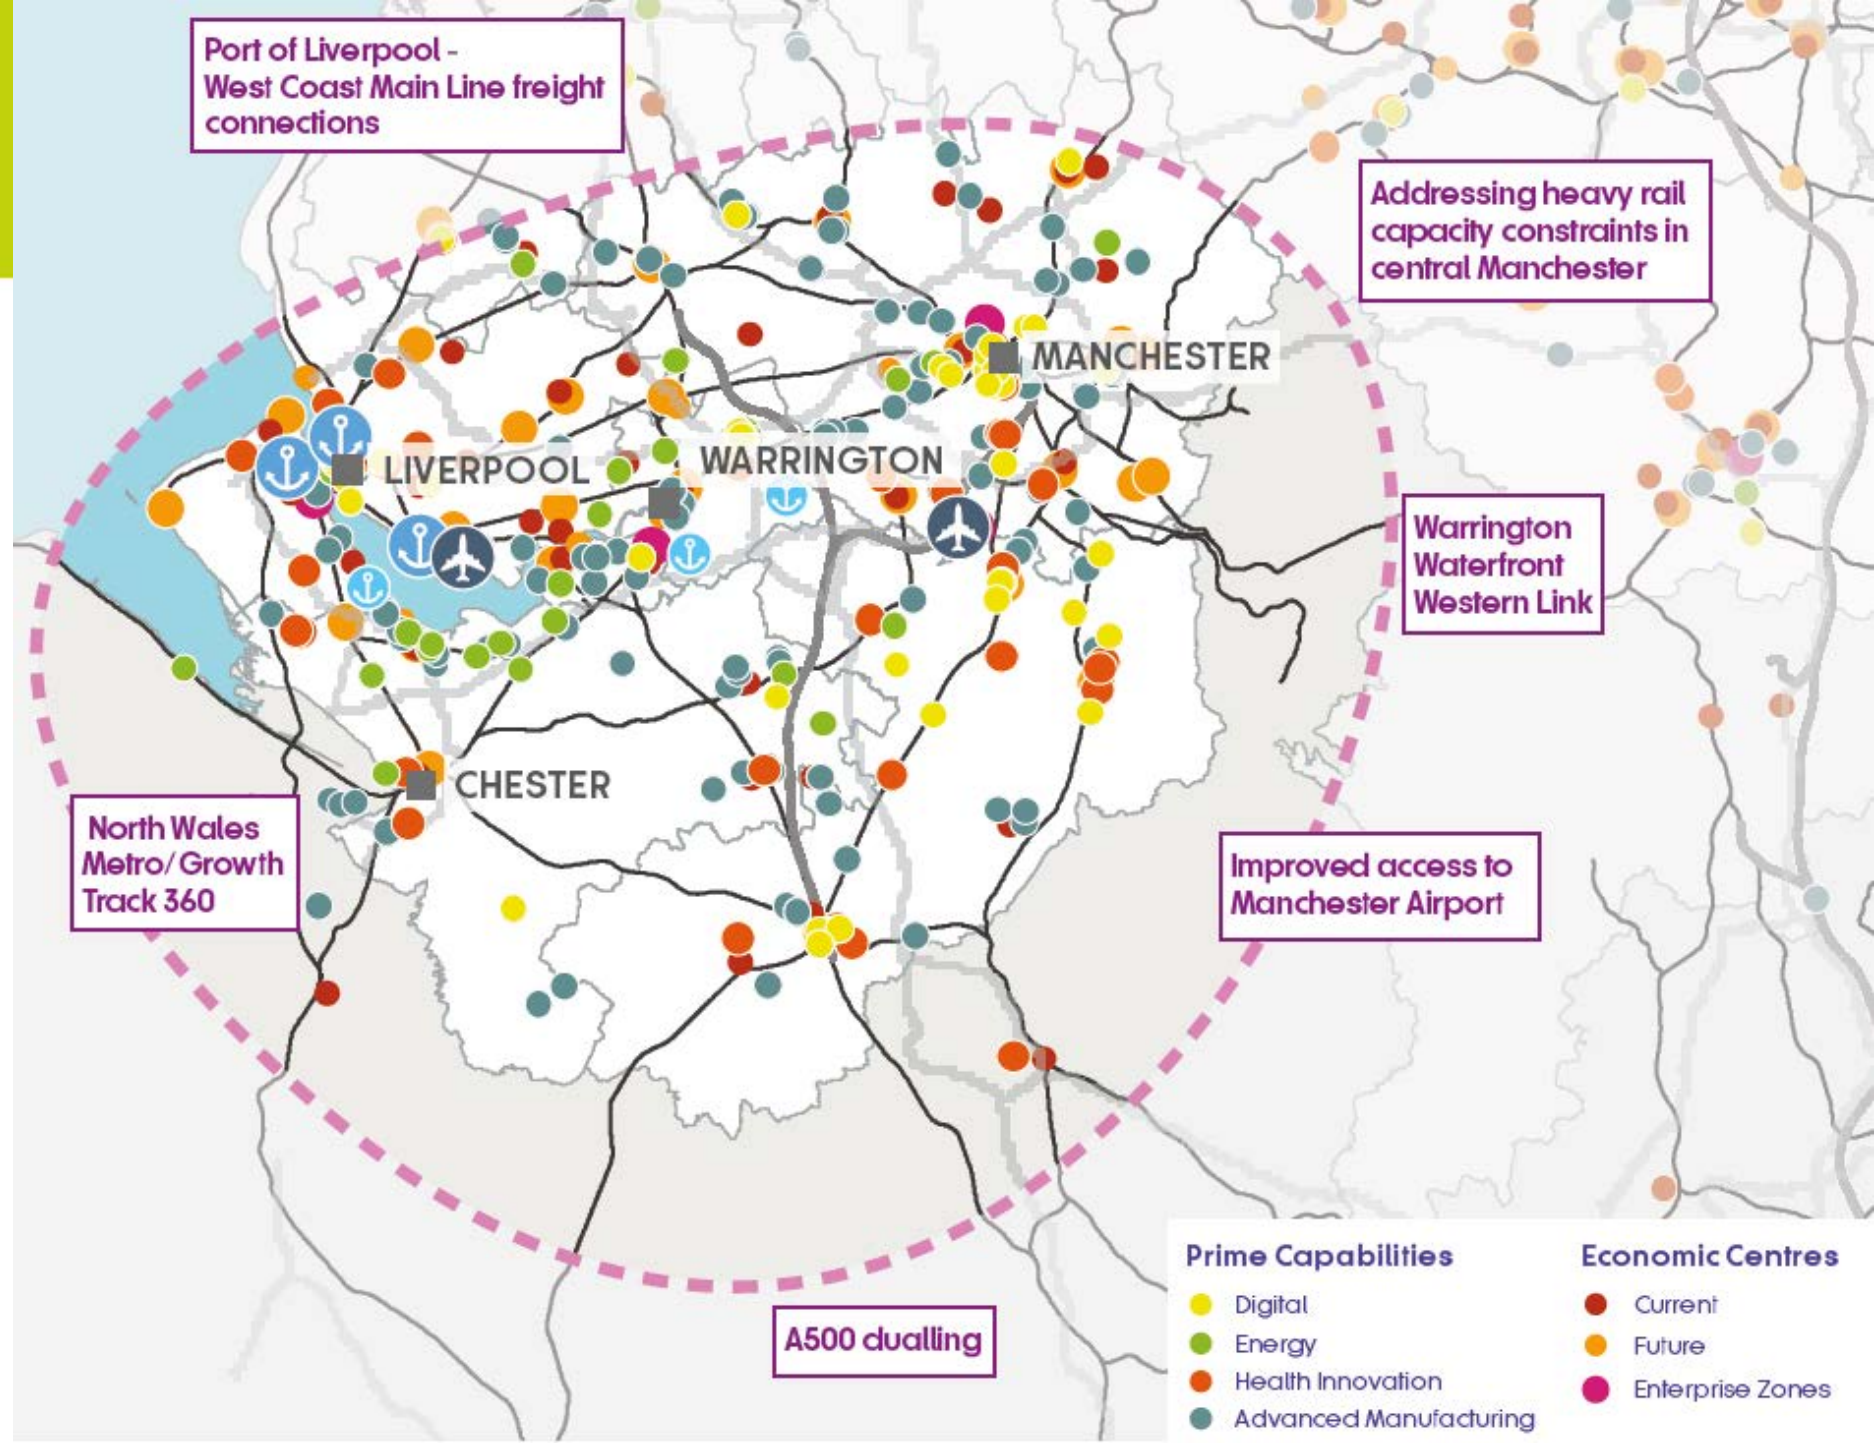 Port of Liverpool -
West Coast Main Line freight
connections
Addressing heavy rail
capacity constraints in
central Manchester
MANCHESTER
LIVERPOOL
WARRINGTON
Warrington
Waterfront
Western Link
CHESTER
North Wales
Metro/Growth
Track 360
Improved access to
Manchester Airport
A500 dualling
Prime Capabilities
Digital
Energy
Health Innovation
Advanced Manufacturing
Economic Centres
Current
Future
Enterprise Zones